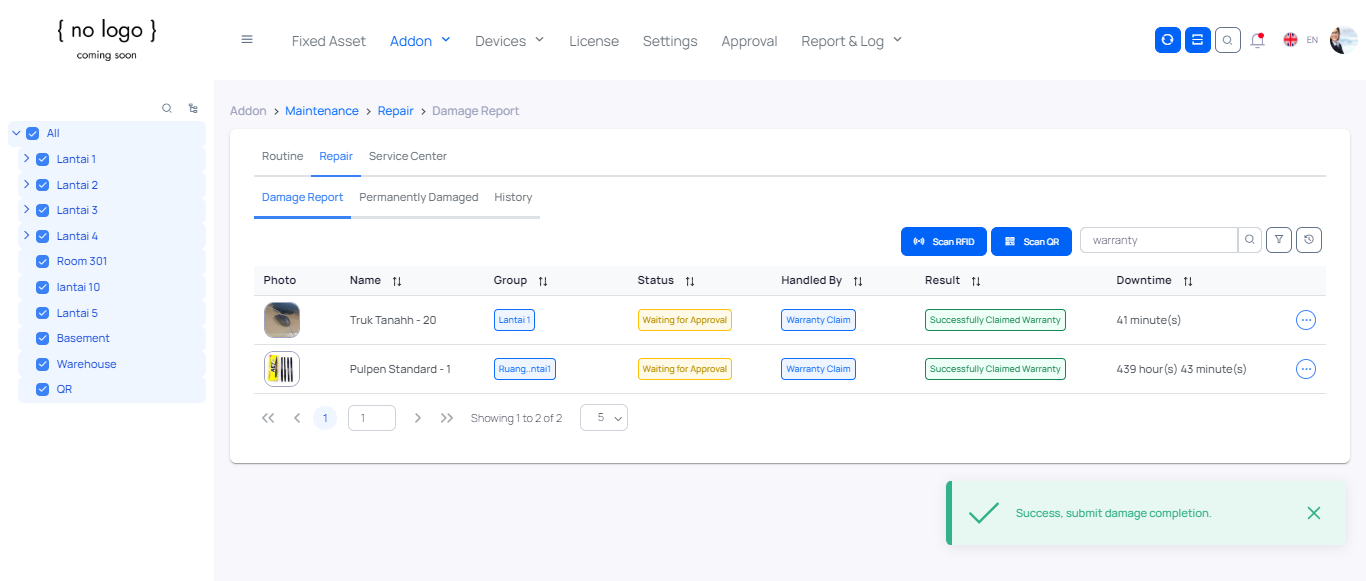 { no logo }
coming soon
Fixed Asset Addon Devices License Settings Approval Report & Log EN
All
Lantai 1
Lantai 2
Lantai 3
Lantai 4
Room 301
lantai 10
Lantai 5
Basement
Warehouse
QR
Addon > Maintenance > Repair > Damage Report
Routine Repair Service Center
Damage Report Permanently Damaged History
Scan RFID Scan QR warranty
Photo Name Group Status Handled By Result Downtime
Truk Tanahh - 20 Lantai 1 Waiting for Approval Warranty Claim Successfully Claimed Warranty 41 minute(s)
Pulpen Standard - 1 Ruang...ntai1 Waiting for Approval Warranty Claim Successfully Claimed Warranty 439 hour(s) 43 minute(s)
1 1 Showing 1 to 2 of 2 5
Success, submit damage completion.